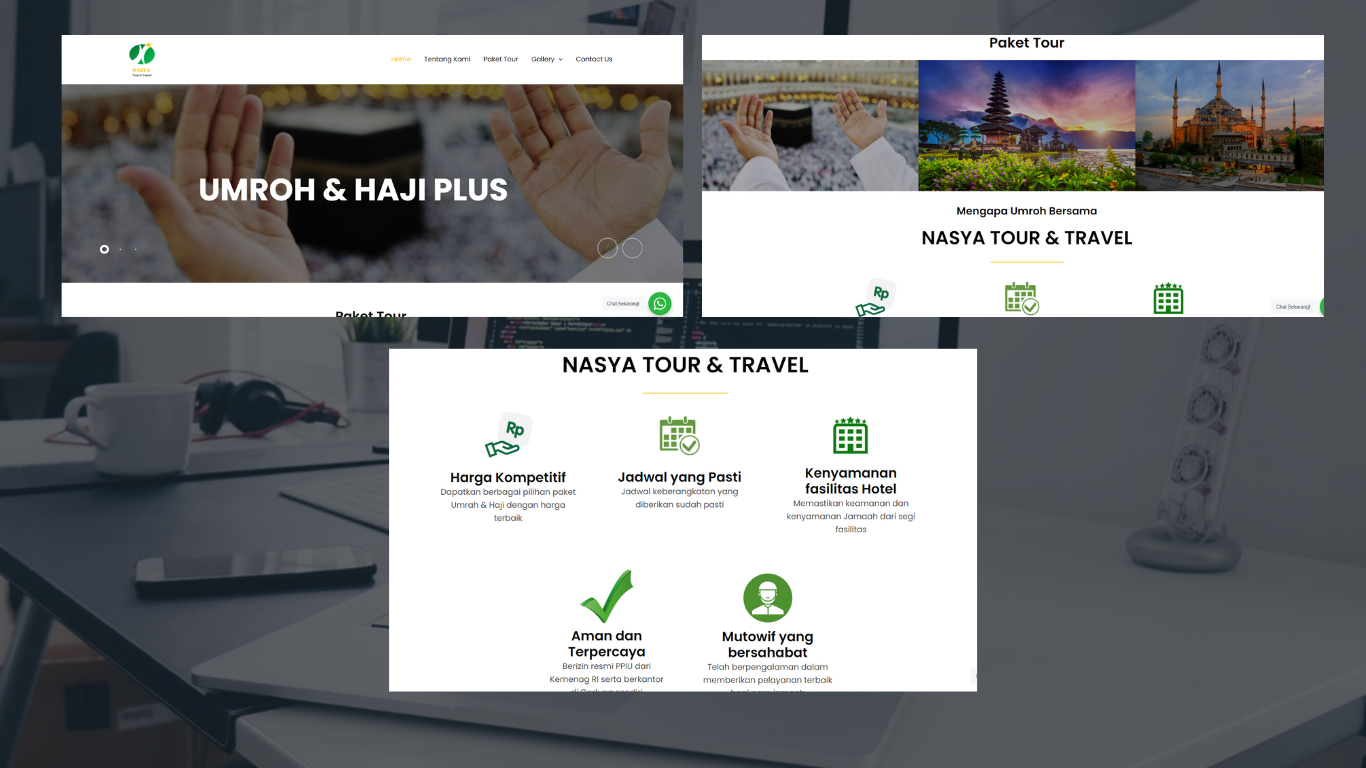 NASYA
Tour & Travel
Home
Tentang Kami
Paket Tour
Gallery
Contact Us
UMROH & HAJI PLUS
Chat Sekarang!
Paket Tour
Paket Tour
Mengapa Umroh Bersama
NASYA TOUR & TRAVEL
Rp
Chat Sekarang!
NASYA TOUR & TRAVEL
Rp
Harga Kompetitif
Dapatkan berbagai pilihan paket
Umrah & Haji dengan harga
terbaik
Jadwal yang Pasti
Jadwal keberangkatan yang
diberikan sudah pasti
Kenyamanan
fasilitas Hotel
Memastikan keamanan dan
kenyamanan Jamaah dari segi
fasilitas
Aman dan
Terpercaya
Berizin resmi PPIU dari
Kemenag RI serta berkantor
Mutowif yang
bersahabat
Telah berpengalaman dalam
memberikan pelayanan terbaik